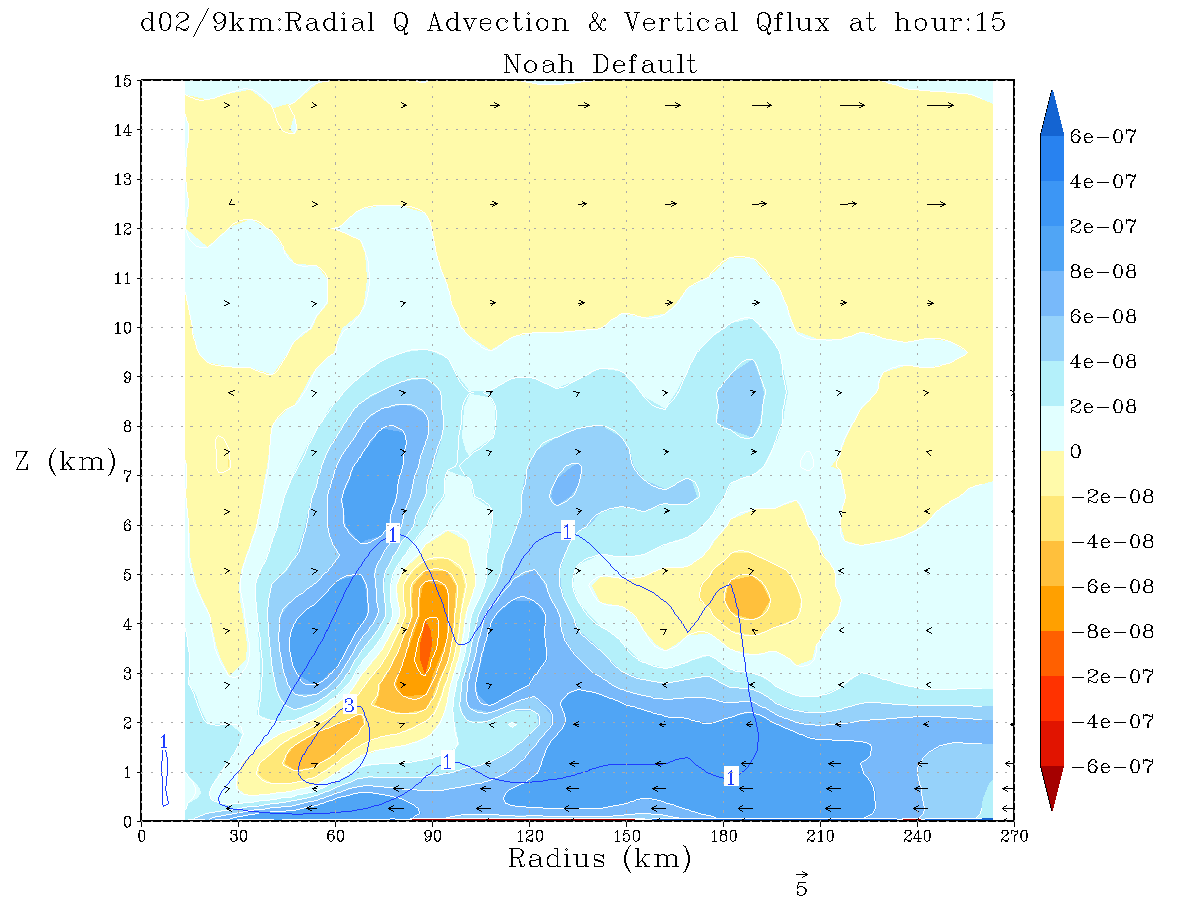 d02/9km:Radial Q Advection & Vertical Qflux at hour:15
Noah Default
15
14
13
12
11
10
9
8
7
6
5
4
3
2
1
0
Z (km)
0 30 60 90 120 150 180 210 240 270
Radius (km)
5
1
1
3
1
1
1
6e-07
4e-07
2e-07
8e-08
6e-08
4e-08
2e-08
0
-2e-08
-4e-08
-6e-08
-8e-08
-2e-07
-4e-07
-6e-07